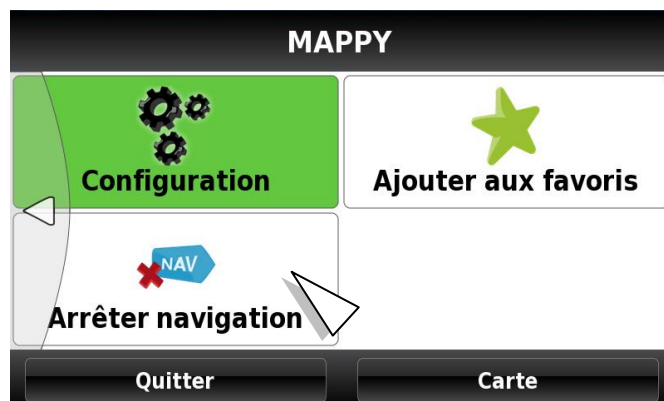 MAPPY
Configuration
Ajouter aux favoris
NAV
Arrêter navigation
Quitter
Carte